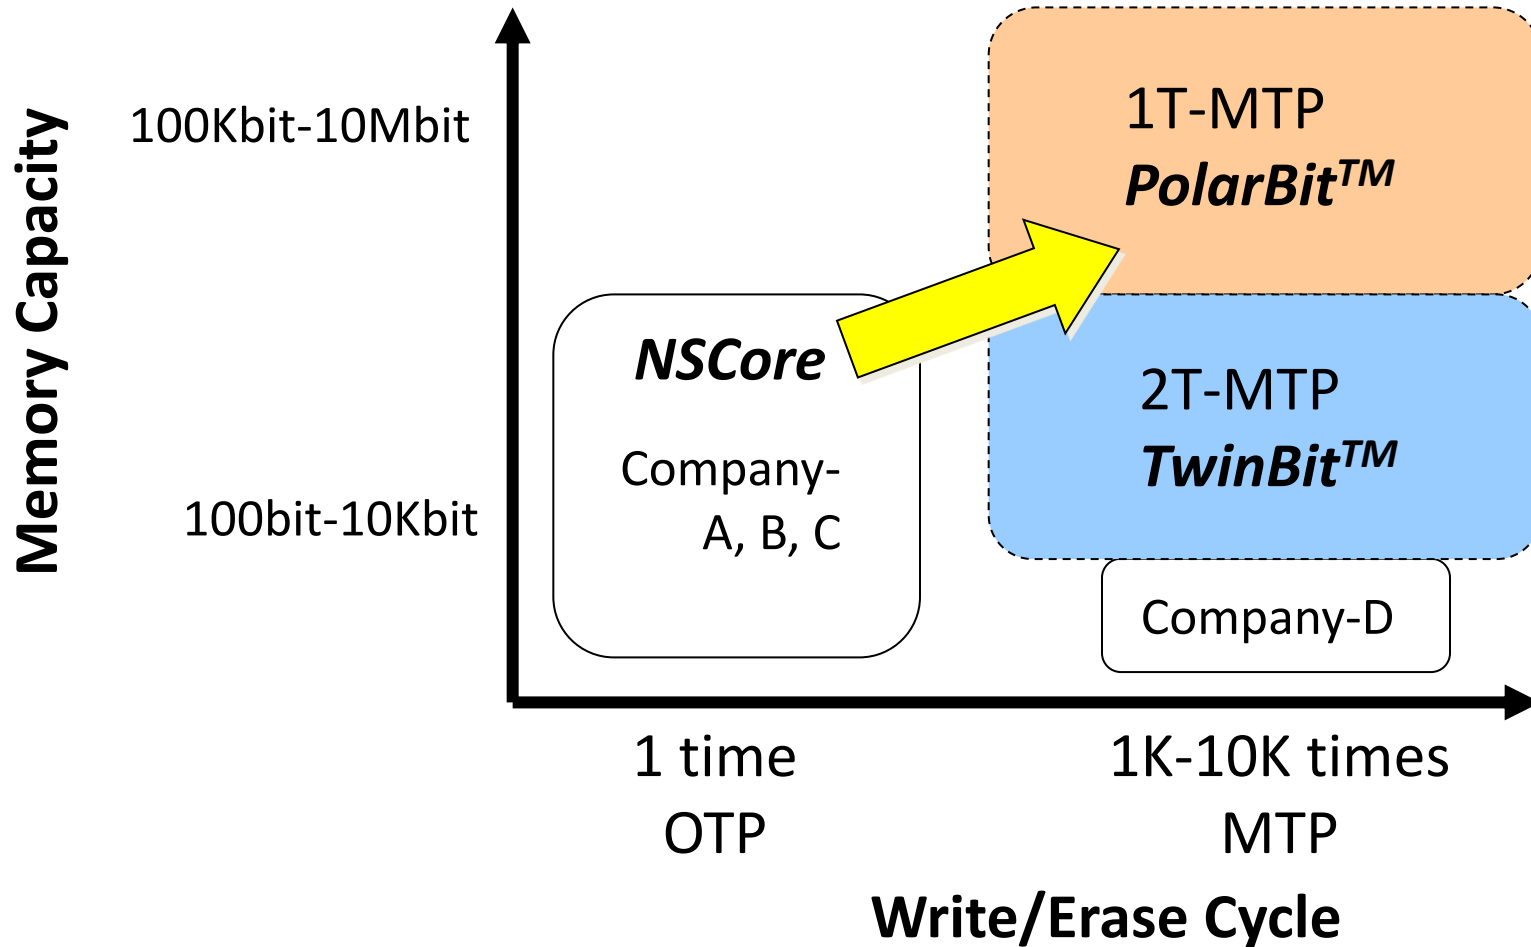 Memory Capacity
100Kbit-10Mbit
100bit-10Kbit
NSCore
Company-
A, B, C
1T-MTP
PolarBit™
2T-MTP
TwinBit™
Company-D
1 time
OTP
1K-10K times
MTP
Write/Erase Cycle